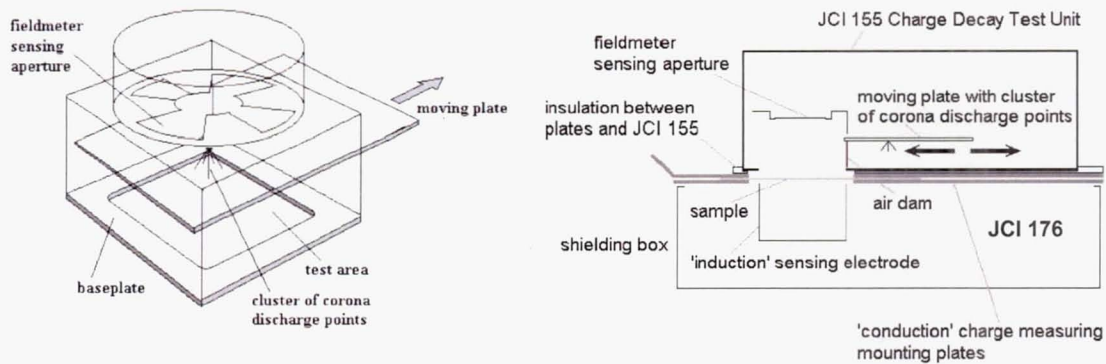 fieldmeter
sensing
aperture
moving plate
baseplate
test area
cluster of corona
discharge points
JCI 155 Charge Decay Test Unit
fieldmeter
sensing aperture
insulation between
plates and JCI 155
moving plate with cluster
of corona discharge points
sample
air dam
JCI 176
shielding box
'induction' sensing electrode
'conduction' charge measuring
mounting plates